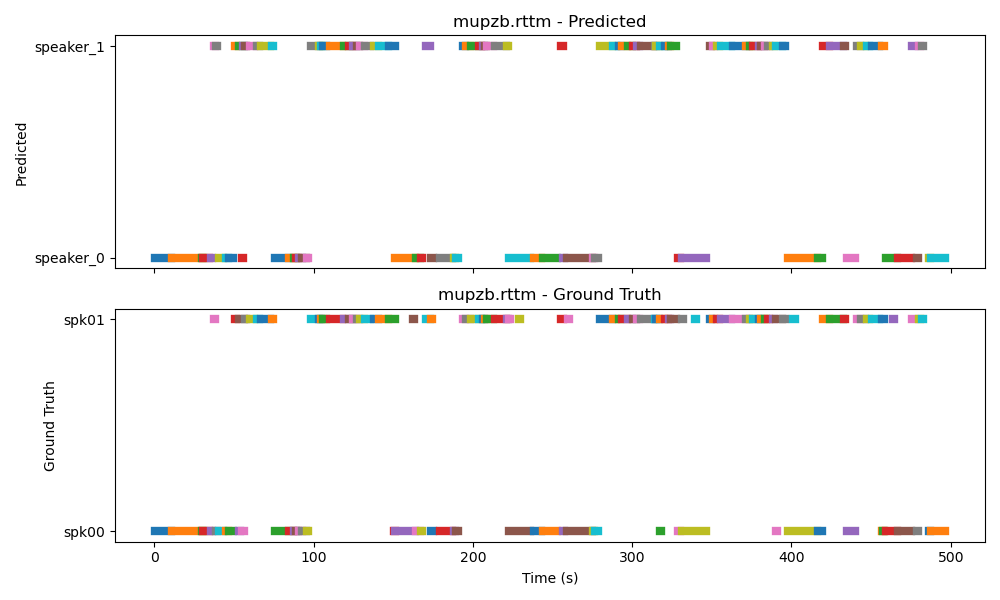 mupzb.rttm - Predicted
speaker_1
Predicted
speaker_0
mupzb.rttm - Ground Truth
spk01
Ground Truth
spk00
0 100 200 300 400 500
Time (s)